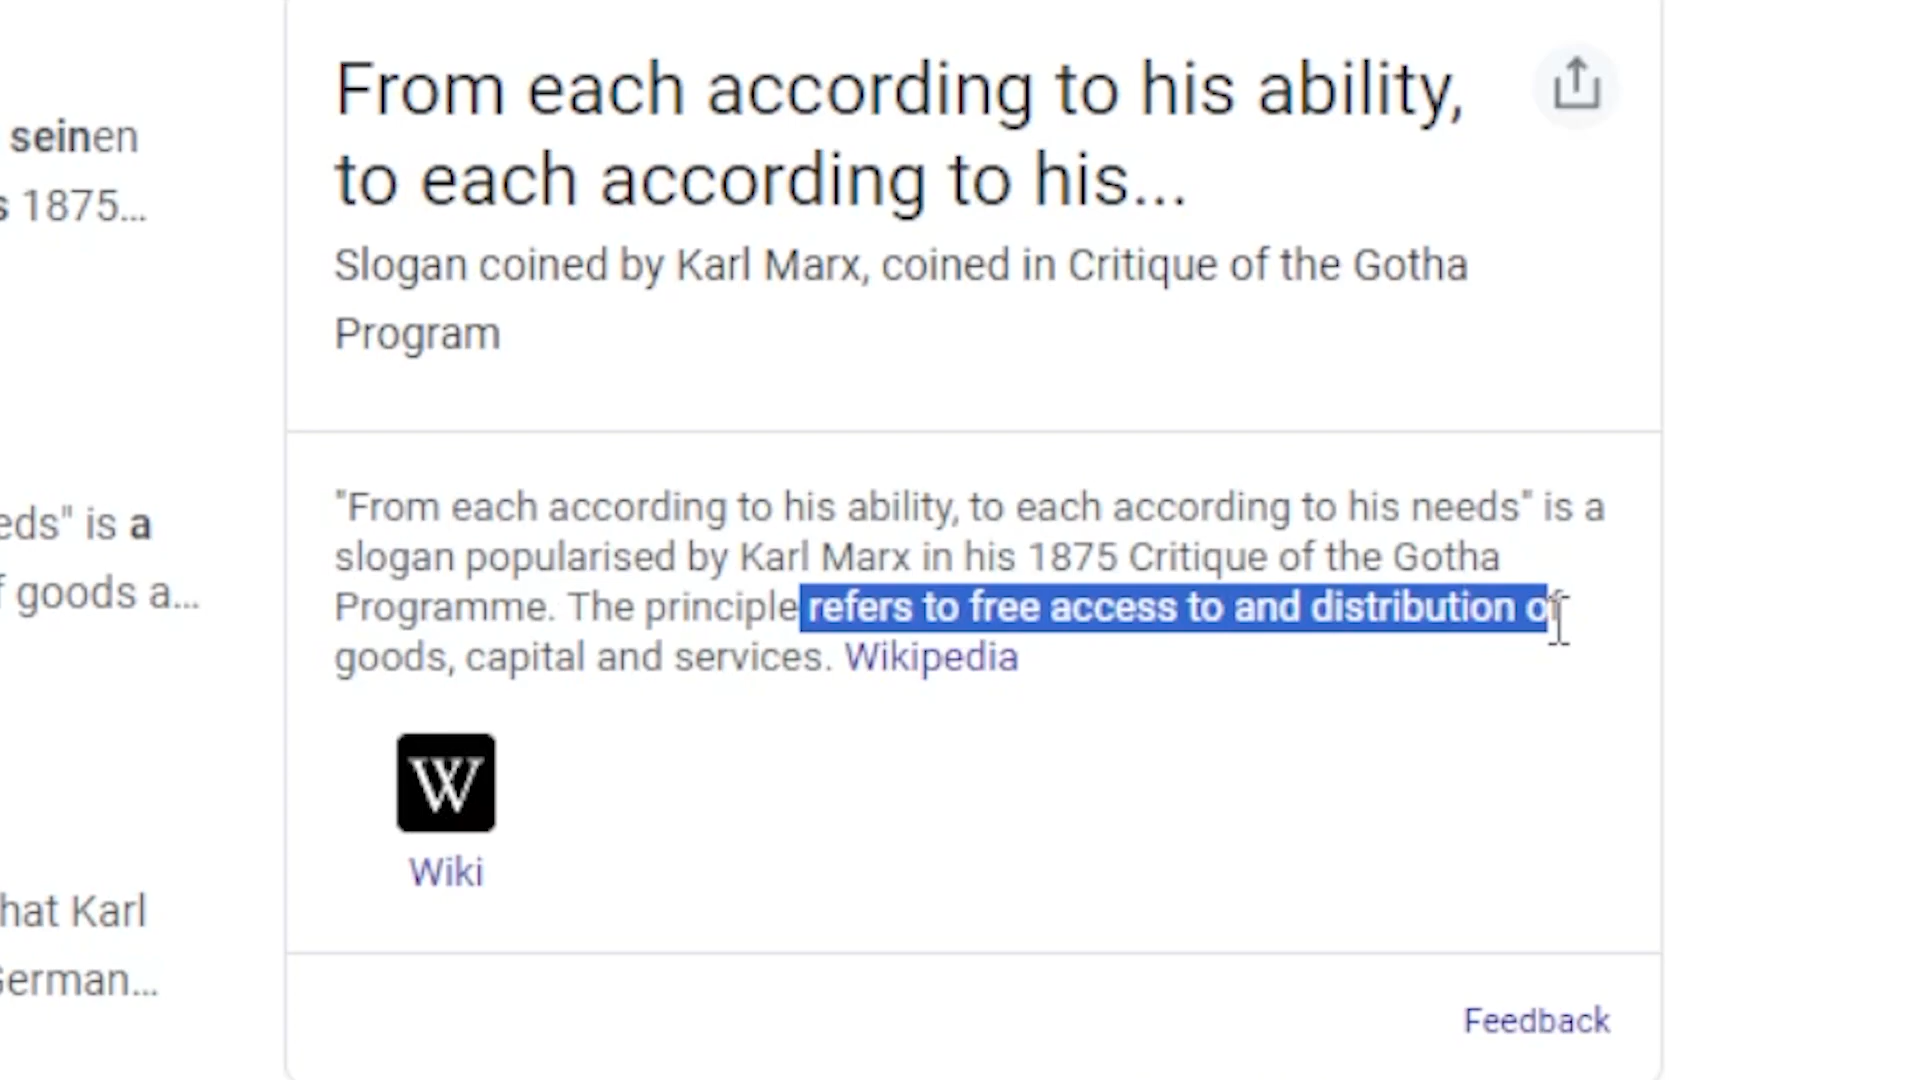 From each according to his ability,
to each according to his...
Slogan coined by Karl Marx, coined in Critique of the Gotha
Program
"From each according to his ability, to each according to his needs" is a
slogan popularised by Karl Marx in his 1875 Critique of the Gotha
Programme. The principle refers to free access to and distribution of
goods, capital and services. Wikipedia
W
Wiki
Feedback
seinen
s 1875...
eds" is a
f goods a...
hat Karl
German...